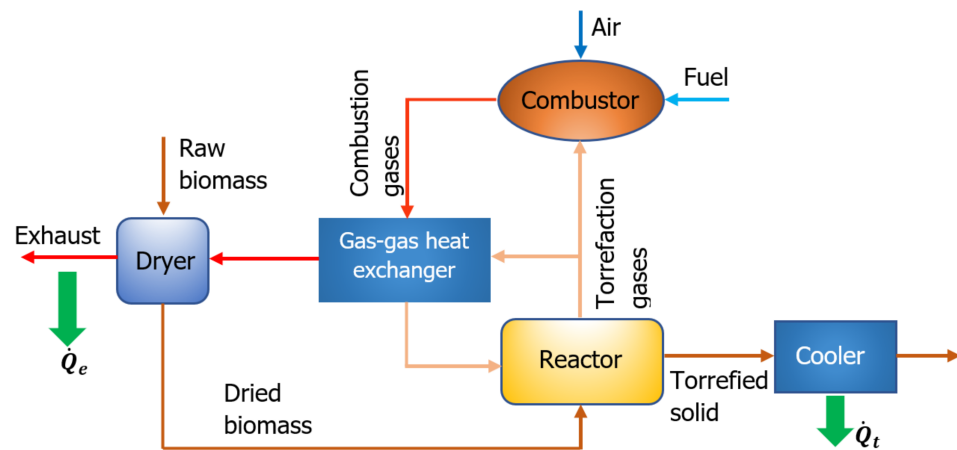 Air
Fuel
Combustor
Combustion
gases
Raw
biomass
Torrefaction
gases
Exhaust
Dryer
Gas-gas heat
exchanger
Q̇e
Reactor
Cooler
Torrefied
solid
Dried
biomass
Q̇t